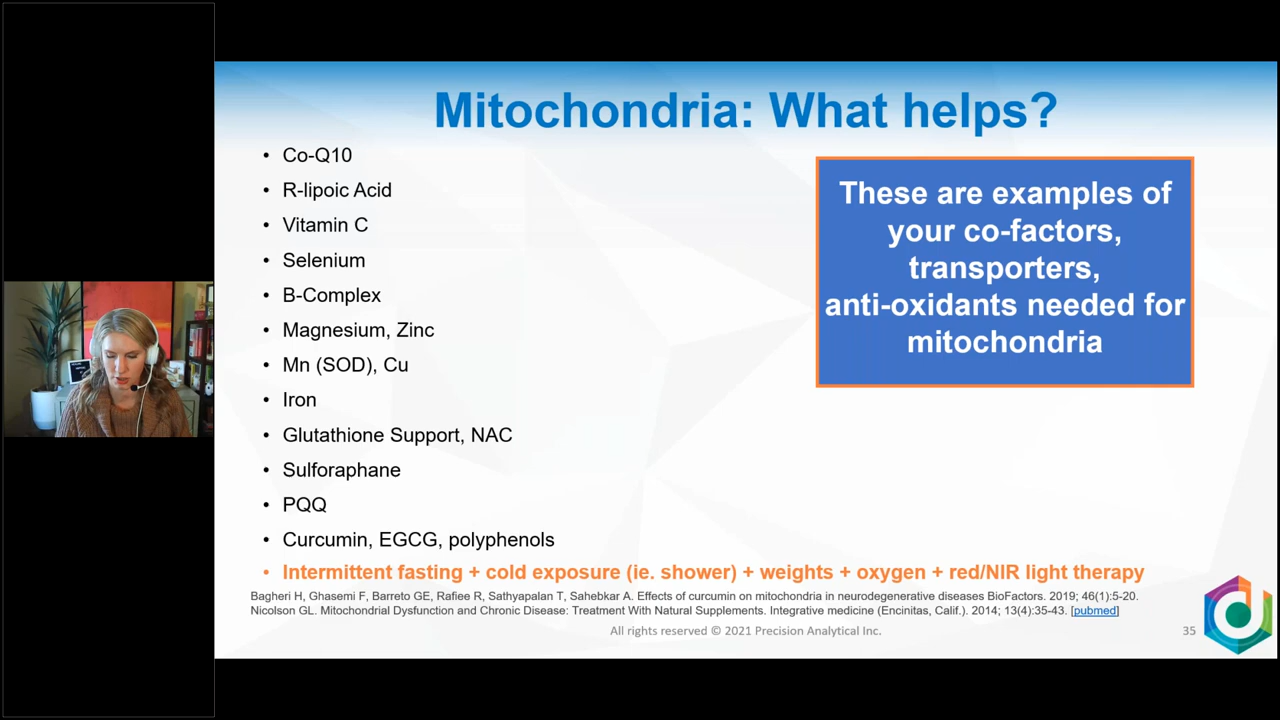 Mitochondria: What helps?
• Co-Q10
• R-lipoic Acid
• Vitamin C
• Selenium
• B-Complex
• Magnesium, Zinc
• Mn (SOD), Cu
• Iron
• Glutathione Support, NAC
• Sulforaphane
• PQQ
• Curcumin, EGCG, polyphenols
• Intermittent fasting + cold exposure (ie. shower) + weights + oxygen + red/NIR light therapy
These are examples of
your co-factors,
transporters,
anti-oxidants needed for
mitochondria
Bagheri H, Ghasemi F, Barreto GE, Rafiee R, Sathyapalan T, Sahebkar A. Effects of curcumin on mitochondria in neurodegenerative diseases BioFactors. 2019; 46(1):5-20.
Nicolson GL. Mitochondrial Dysfunction and Chronic Disease: Treatment With Natural Supplements. Integrative medicine (Encinitas, Calif.). 2014; 13(4):35-43. [pubmed]
All rights reserved © 2021 Precision Analytical Inc.
35